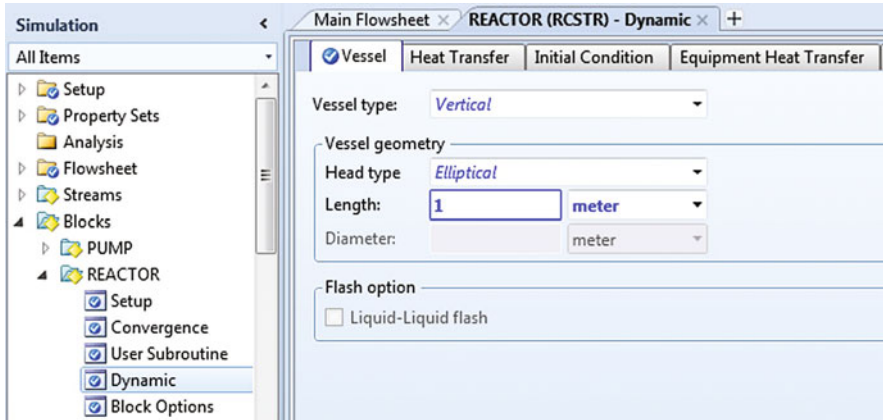 Simulation
All Items
Setup
Property Sets
Analysis
Flowsheet
Streams
Blocks
PUMP
REACTOR
Setup
Convergence
User Subroutine
Dynamic
Block Options
Main Flowsheet
REACTOR (RCSTR) - Dynamic
Vessel
Heat Transfer
Initial Condition
Equipment Heat Transfer
Vessel type: Vertical
Vessel geometry
Head type Elliptical
Length: 1 meter
Diameter: meter
Flash option
Liquid-Liquid flash